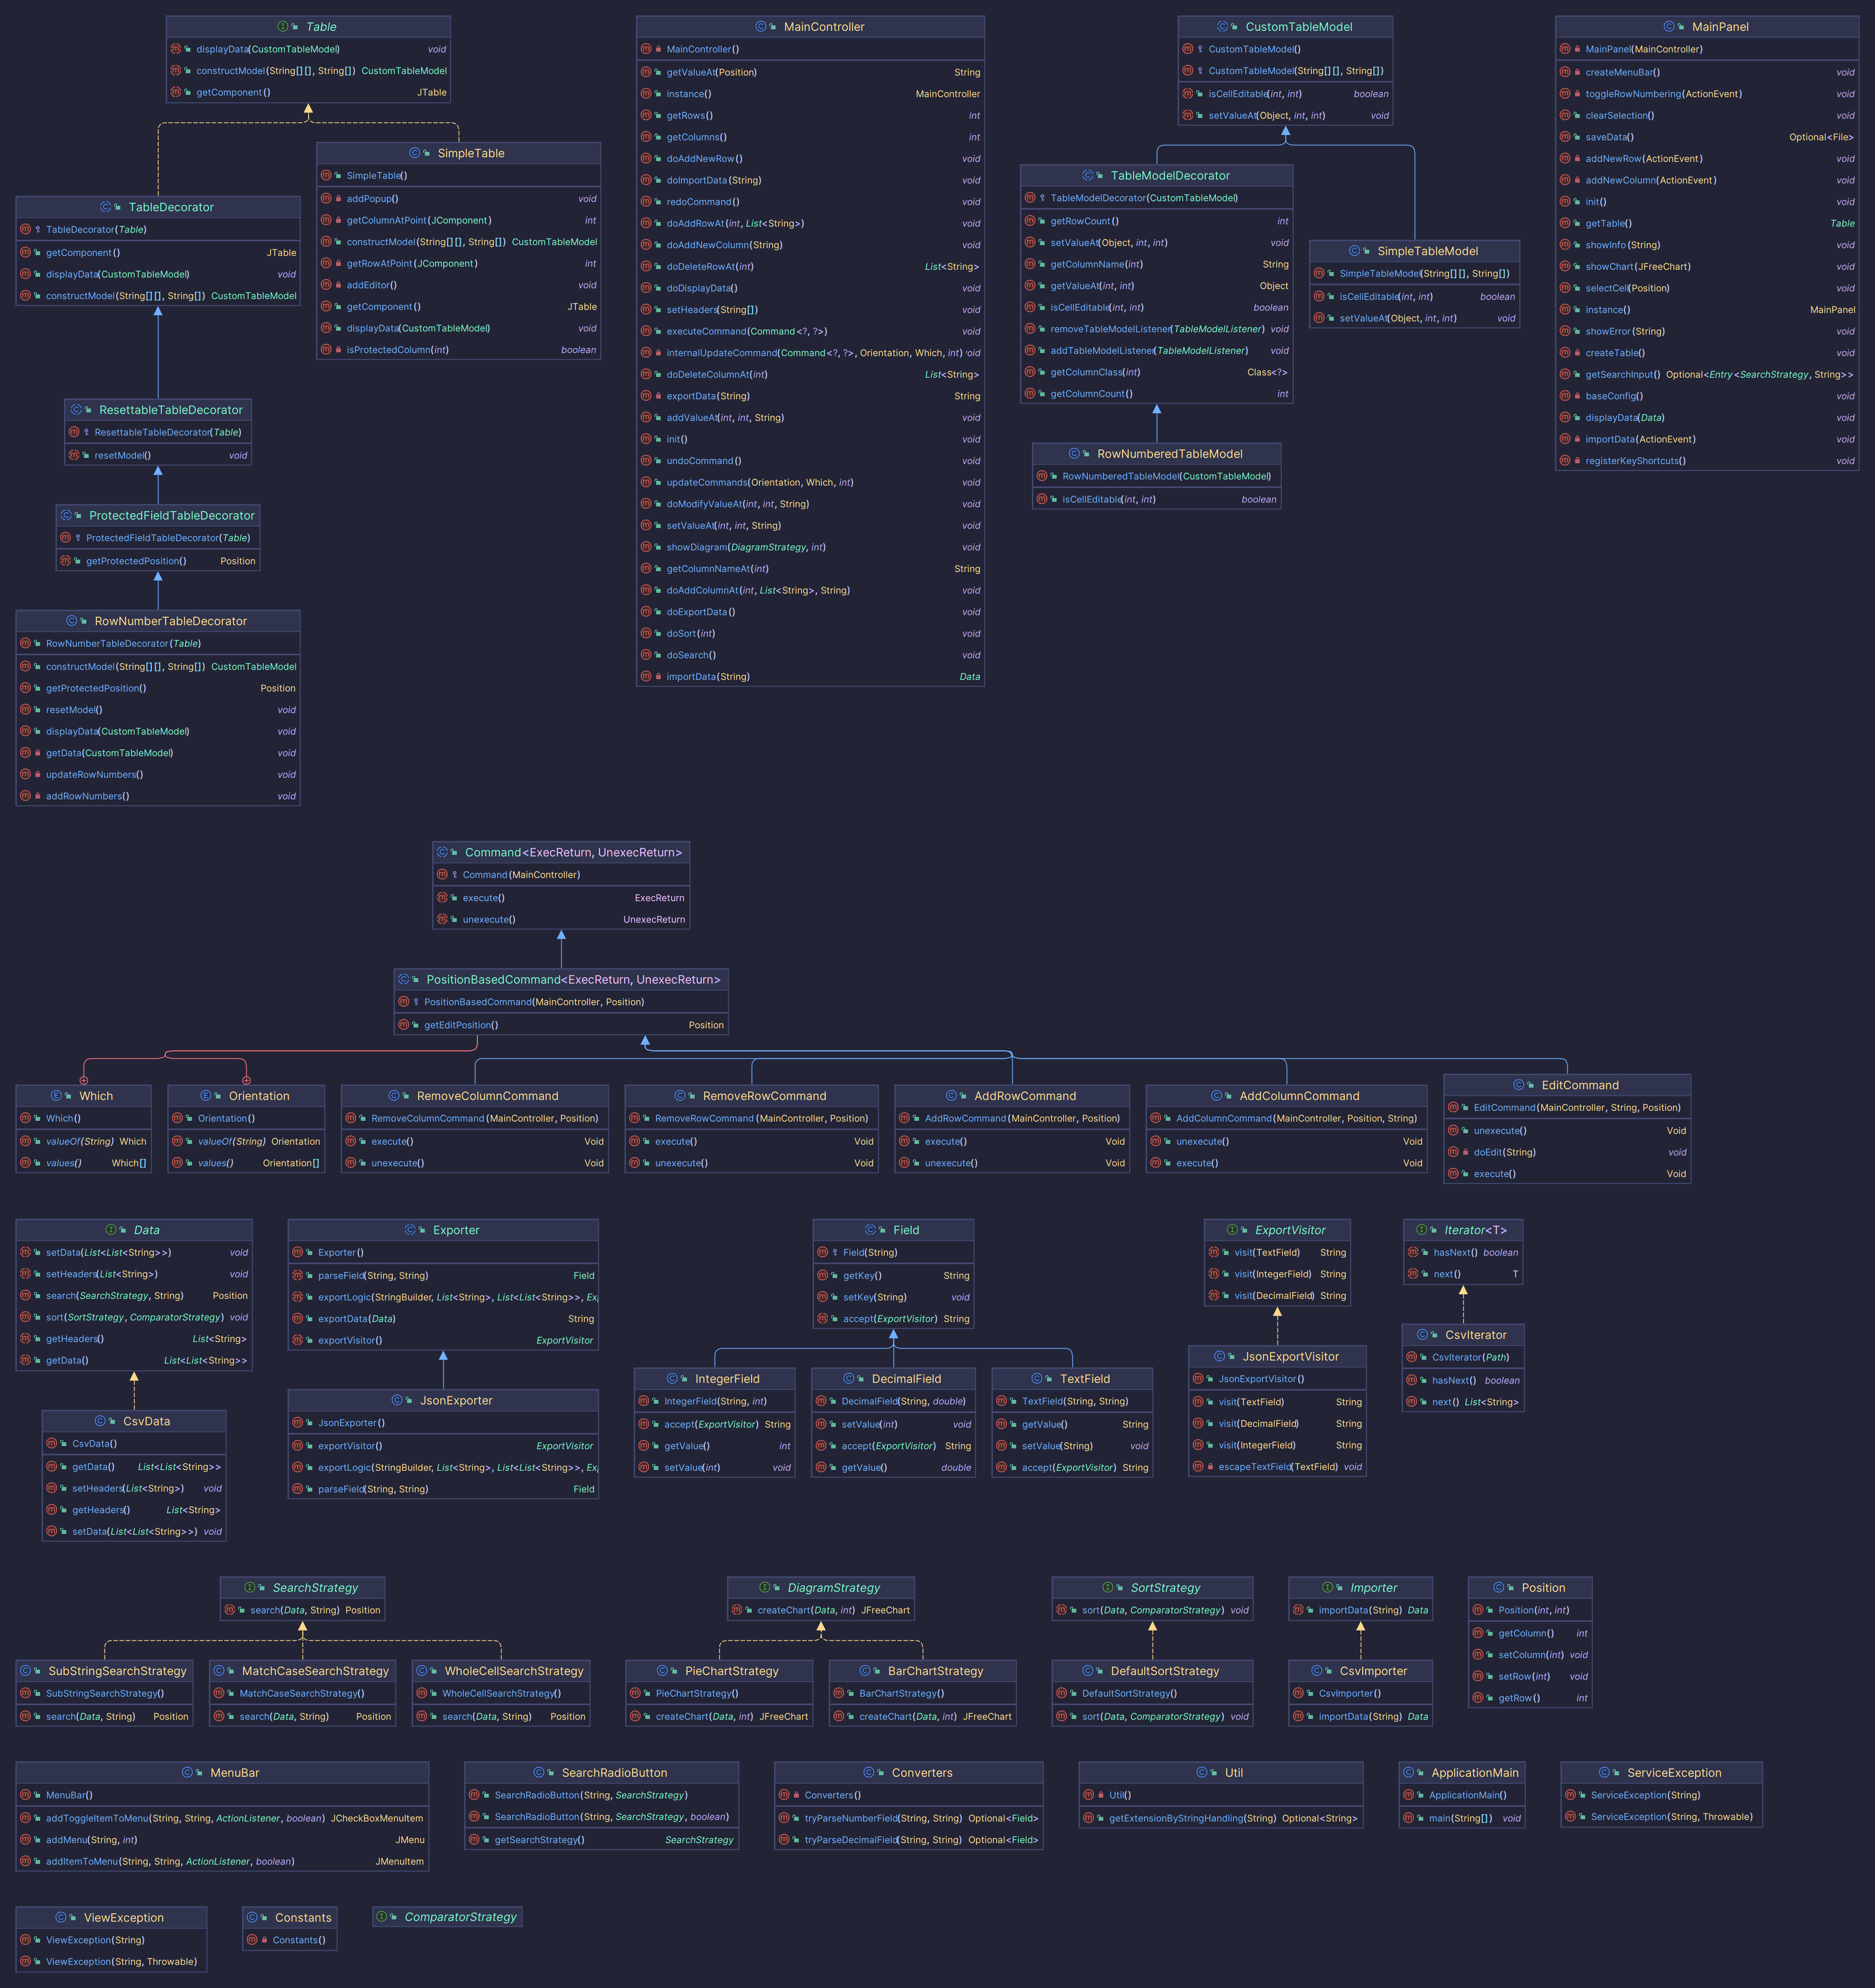 Table
displayData(CustomTableModel) void
constructModel(String[][], String[]) CustomTableModel
getComponent() JTable
SimpleTable
SimpleTable()
addPopup() void
getColumnAtPoint(JComponent) int
constructModel(String[][], String[]) CustomTableModel
getRowAtPoint(JComponent) int
addEditor() void
getComponent() JTable
displayData(CustomTableModel) void
isProtectedColumn(int) boolean
TableDecorator
TableDecorator(Table)
getComponent() JTable
displayData(CustomTableModel) void
constructModel(String[][], String[]) CustomTableModel
ResettableTableDecorator
ResettableTableDecorator(Table)
resetModel() void
ProtectedFieldTableDecorator
ProtectedFieldTableDecorator(Table)
getProtectedPosition() Position
RowNumberTableDecorator
RowNumberTableDecorator(Table)
constructModel(String[][], String[]) CustomTableModel
getProtectedPosition() Position
resetModel() void
displayData(CustomTableModel) void
getData(CustomTableModel) void
updateRowNumbers() void
addRowNumbers() void
MainController
MainController()
getValueAt(Position) String
instance() MainController
getRows() int
getColumns() int
doAddNewRow() void
doImportData(String) void
redoCommand() void
doAddRowAt(int, List<String>) void
doAddNewColumn(String) void
doDeleteRowAt(int) List<String>
doDisplayData() void
setHeaders(String[]) void
executeCommand(Command<?, ?>) void
internalUpdateCommand(Command<?, ?>, Orientation, Which, int) void
doDeleteColumnAt(int) List<String>
exportData(String) String
addValueAt(int, int, String) void
init() void
undoCommand() void
updateCommands(Orientation, Which, int) void
doModifyValueAt(int, int, String) void
setValueAt(int, int, String) void
showDiagram(DiagramStrategy, int) void
getColumnNameAt(int) String
doAddColumnAt(int, List<String>, String) void
doExportData() void
doSort(int) void
doSearch() void
importData(String) Data
CustomTableModel
CustomTableModel()
CustomTableModel(String[][], String[])
isCellEditable(int, int) boolean
setValueAt(Object, int, int) void
TableModelDecorator
TableModelDecorator(CustomTableModel)
getRowCount() int
setValueAt(Object, int, int) void
getColumnName(int) String
getValueAt(int, int) Object
isCellEditable(int, int) boolean
removeTableModelListener(TableModelListener) void
addTableModelListener(TableModelListener) void
getColumnClass(int) Class<?>
getColumnCount() int
SimpleTableModel
SimpleTableModel(String[][], String[])
isCellEditable(int, int) boolean
setValueAt(Object, int, int) void
RowNumberedTableModel
RowNumberedTableModel(CustomTableModel)
isCellEditable(int, int) boolean
MainPanel
MainPanel(MainController)
createMenuBar() void
toggleRowNumbering(ActionEvent) void
clearSelection() void
saveData() Optional<File>
addNewRow(ActionEvent) void
addNewColumn(ActionEvent) void
init() void
getTable() Table
showInfo(String) void
showChart(JFreeChart) void
selectCell(Position) void
instance() MainPanel
showError(String) void
createTable() void
getSearchInput() Optional<Entry<SearchStrategy, String>>
baseConfig() void
displayData(Data) void
importData(ActionEvent) void
registerKeyShortcuts() void
Command<ExecReturn, UnexecReturn>
Command(MainController)
execute() ExecReturn
unexecute() UnexecReturn
PositionBasedCommand<ExecReturn, UnexecReturn>
PositionBasedCommand(MainController, Position)
getEditPosition() Position
Which
Which()
valueOf(String) Which
values() Which[]
Orientation
Orientation()
valueOf(String) Orientation
values() Orientation[]
RemoveColumnCommand
RemoveColumnCommand(MainController, Position)
execute() Void
unexecute() Void
RemoveRowCommand
RemoveRowCommand(MainController, Position)
execute() Void
unexecute() Void
AddRowCommand
AddRowCommand(MainController, Position)
execute() Void
unexecute() Void
AddColumnCommand
AddColumnCommand(MainController, Position, String)
unexecute() Void
execute() Void
EditCommand
EditCommand(MainController, String, Position)
unexecute() Void
doEdit(String) void
execute() Void
Data
setData(List<List<String>>) void
setHeaders(List<String>) void
search(SearchStrategy, String) Position
sort(SortStrategy, ComparatorStrategy) void
getHeaders() List<String>
getData() List<List<String>>
CsvData
CsvData()
getData() List<List<String>>
setHeaders(List<String>) void
getHeaders() List<String>
setData(List<List<String>>) void
Exporter
Exporter()
parseField(String, String) Field
exportLogic(StringBuilder, List<String>, List<List<String>>, Ex
exportData(Data) String
exportVisitor() ExportVisitor
JsonExporter
JsonExporter()
exportVisitor() ExportVisitor
exportLogic(StringBuilder, List<String>, List<List<String>>, Ex
parseField(String, String) Field
Field
Field(String)
getKey() String
setKey(String) void
accept(ExportVisitor) String
IntegerField
IntegerField(String, int)
accept(ExportVisitor) String
getValue() int
setValue(int) void
DecimalField
DecimalField(String, double)
setValue(int) void
accept(ExportVisitor) String
getValue() double
TextField
TextField(String, String)
getValue() String
setValue(String) void
accept(ExportVisitor) String
ExportVisitor
visit(TextField) String
visit(IntegerField) String
visit(DecimalField) String
JsonExportVisitor
JsonExportVisitor()
visit(TextField) String
visit(DecimalField) String
visit(IntegerField) String
escapeTextField(TextField) void
Iterator<T>
hasNext() boolean
next() T
CsvIterator
CsvIterator(Path)
hasNext() boolean
next() List<String>
SearchStrategy
search(Data, String) Position
SubStringSearchStrategy
SubStringSearchStrategy()
search(Data, String) Position
MatchCaseSearchStrategy
MatchCaseSearchStrategy()
search(Data, String) Position
WholeCellSearchStrategy
WholeCellSearchStrategy()
search(Data, String) Position
DiagramStrategy
createChart(Data, int) JFreeChart
PieChartStrategy
PieChartStrategy()
createChart(Data, int) JFreeChart
BarChartStrategy
BarChartStrategy()
createChart(Data, int) JFreeChart
SortStrategy
sort(Data, ComparatorStrategy) void
DefaultSortStrategy
DefaultSortStrategy()
sort(Data, ComparatorStrategy) void
Importer
importData(String) Data
CsvImporter
CsvImporter()
importData(String) Data
Position
Position(int, int)
getColumn() int
setColumn(int) void
setRow(int) void
getRow() int
MenuBar
MenuBar()
addToggleItemToMenu(String, String, ActionListener, boolean) JCheckBoxMenuItem
addMenu(String, int) JMenu
addItemToMenu(String, String, ActionListener, boolean) JMenuItem
SearchRadioButton
SearchRadioButton(String, SearchStrategy)
SearchRadioButton(String, SearchStrategy, boolean)
getSearchStrategy() SearchStrategy
Converters
Converters()
tryParseNumberField(String, String) Optional<Field>
tryParseDecimalField(String, String) Optional<Field>
Util
Util()
getExtensionByStringHandling(String) Optional<String>
ApplicationMain
ApplicationMain()
main(String[]) void
ServiceException
ServiceException(String)
ServiceException(String, Throwable)
ViewException
ViewException(String)
ViewException(String, Throwable)
Constants
Constants()
ComparatorStrategy